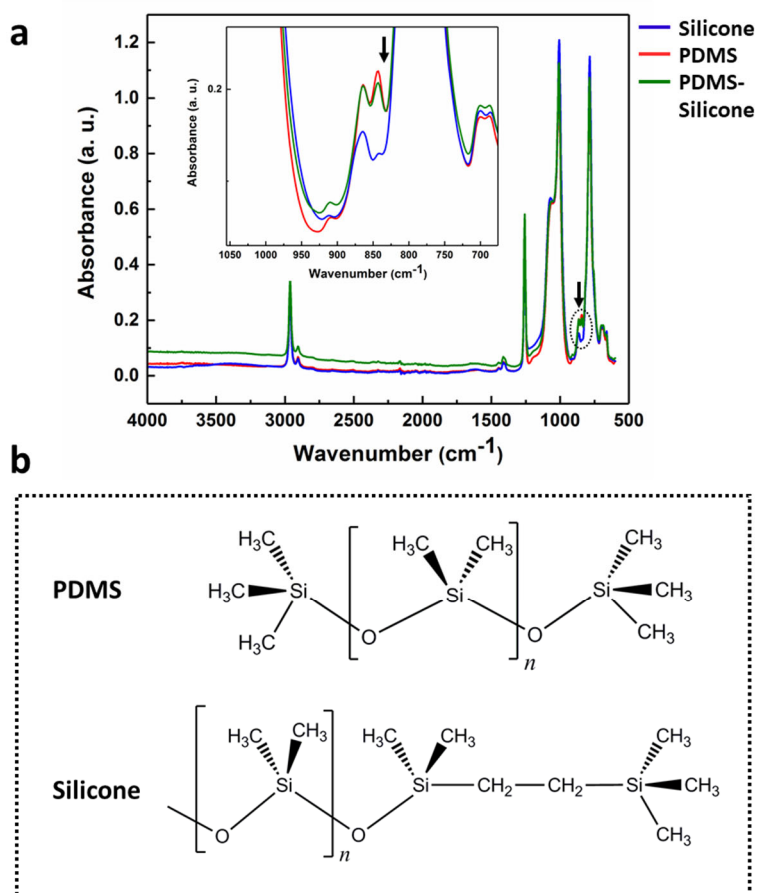 a
Silicone
PDMS
PDMS-
Silicone
Absorbance (a. u.)
1.2
1.0
0.8
0.6
0.4
0.2
0.0
4000 3500 3000 2500 2000 1500 1000 500
Wavenumber (cm⁻¹)
Absorbance (a. u.)
0.2
1050 1000 950 900 850 800 750 700
Wavenumber (cm⁻¹)
b
PDMS
H₃C
H₃C
H₃C
Si
O
H₃C CH₃
Si
n
O
Si
CH₃
CH₃
CH₃
Silicone
O
H₃C CH₃
Si
n
O
H₃C CH₃
Si CH₂ CH₂ Si
CH₃
CH₃
CH₃